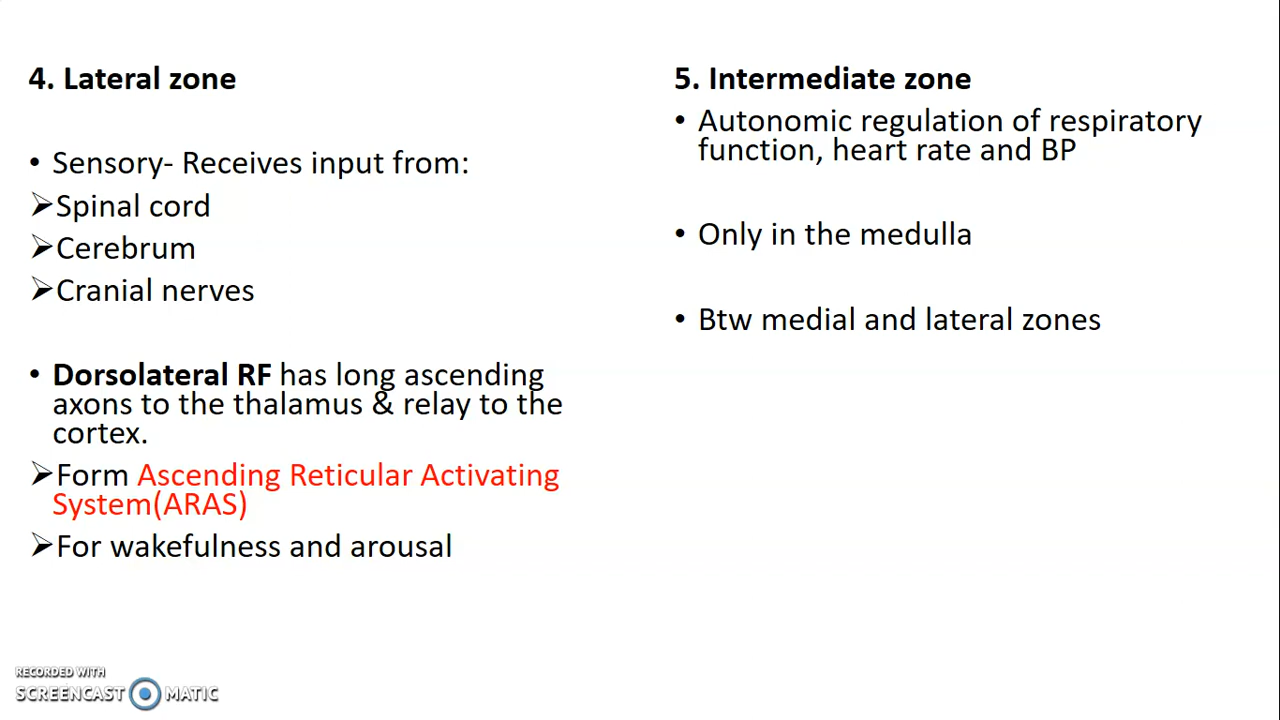 4. Lateral zone
• Sensory- Receives input from:
➢Spinal cord
➢Cerebrum
➢Cranial nerves
• Dorsolateral RF has long ascending
axons to the thalamus & relay to the
cortex.
➢Form Ascending Reticular Activating
System(ARAS)
➢For wakefulness and arousal
5. Intermediate zone
• Autonomic regulation of respiratory
function, heart rate and BP
• Only in the medulla
• Btw medial and lateral zones
RECORDED WITH
SCREENCAST MATIC